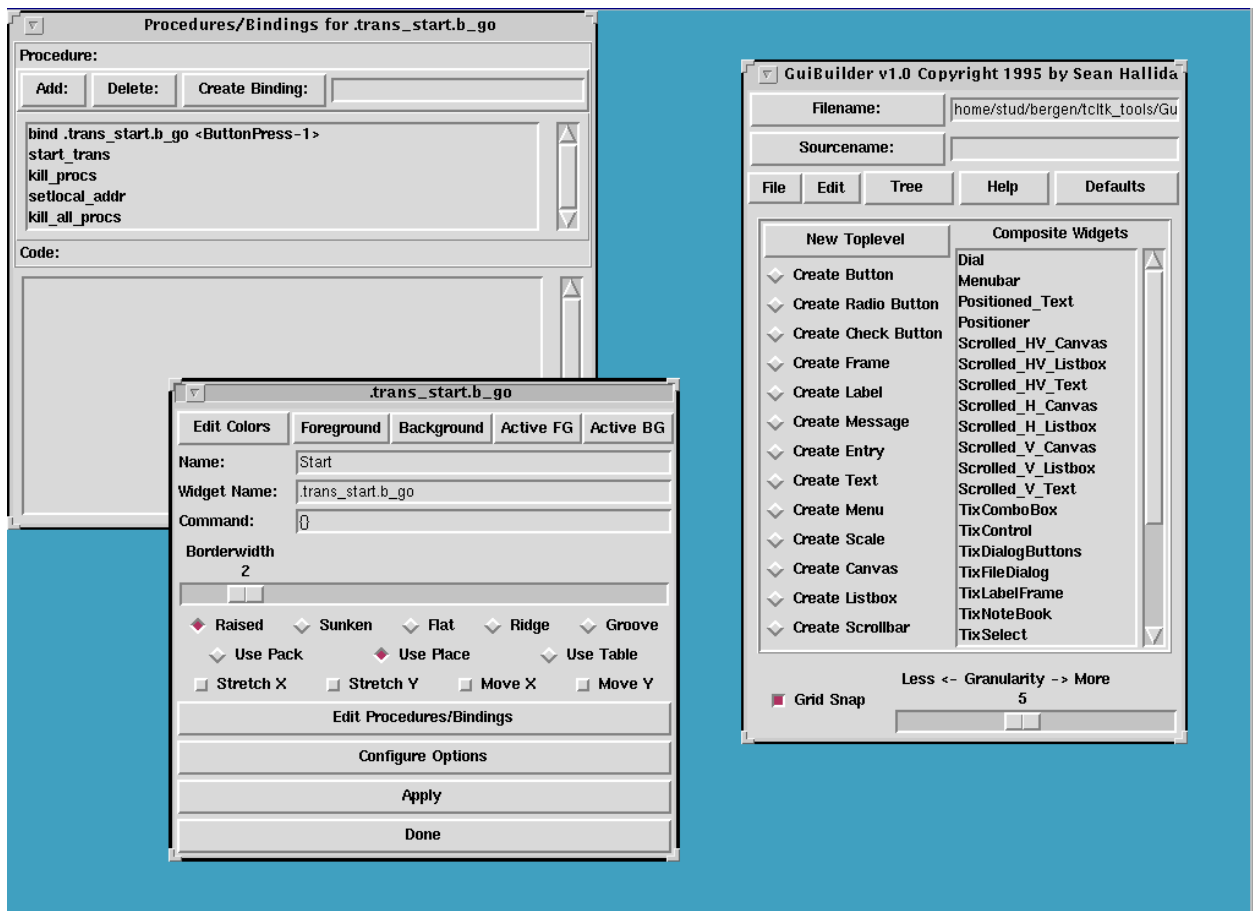 Procedures/Bindings for .trans_start.b_go
Procedure:
Add: Delete: Create Binding:
bind .trans_start.b_go <ButtonPress-1>
start_trans
kill_procs
setlocal_addr
kill_all_procs
Code:
.trans_start.b_go
Edit Colors Foreground Background Active FG Active BG
Name: Start
Widget Name: .trans_start.b_go
Command: {}
Borderwidth
2
Raised Sunken Flat Ridge Groove
Use Pack Use Place Use Table
Stretch X Stretch Y Move X Move Y
Edit Procedures/Bindings
Configure Options
Apply
Done
GuiBuilder v1.0 Copyright 1995 by Sean Hallida
Filename: home/stud/bergen/tcltk_tools/Gu
Sourcename:
File Edit Tree Help Defaults
New Toplevel
Create Button
Create Radio Button
Create Check Button
Create Frame
Create Label
Create Message
Create Entry
Create Text
Create Menu
Create Scale
Create Canvas
Create Listbox
Create Scrollbar
Composite Widgets
Dial
Menubar
Positioned_Text
Positioner
Scrolled_HV_Canvas
Scrolled_HV_Listbox
Scrolled_HV_Text
Scrolled_H_Canvas
Scrolled_H_Listbox
Scrolled_V_Canvas
Scrolled_V_Listbox
Scrolled_V_Text
TixComboBox
TixControl
TixDialogButtons
TixFileDialog
TixLabelFrame
TixNoteBook
TixSelect
Less <- Granularity -> More
Grid Snap 5